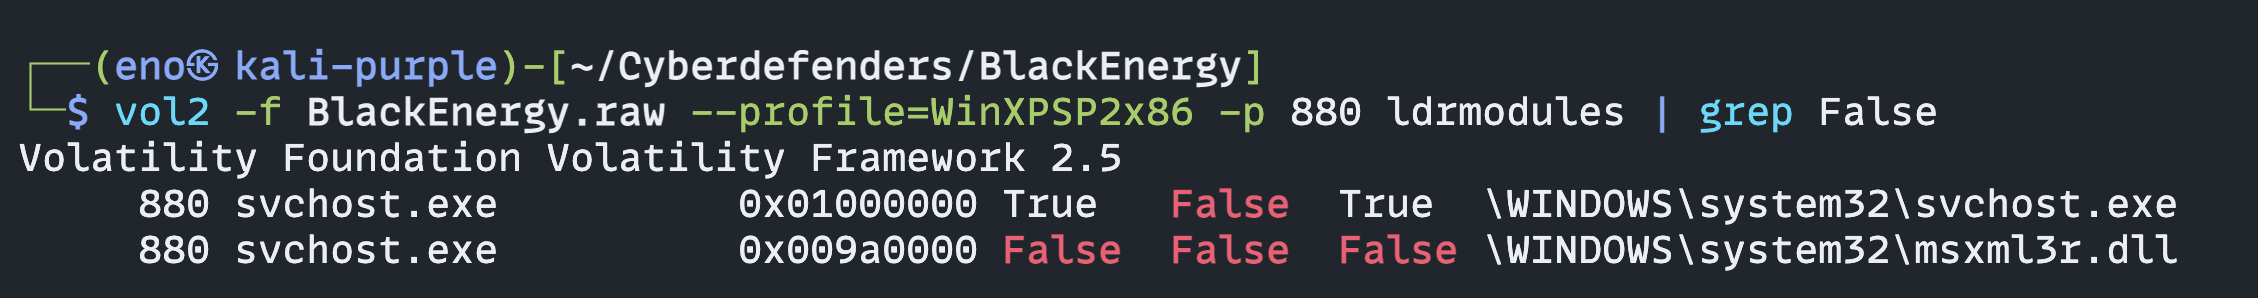 (eno㉿kali-purple)-[~/Cyberdefenders/BlackEnergy]
$ vol2 -f BlackEnergy.raw --profile=WinXPSP2x86 -p 880 ldrmodules | grep False
Volatility Foundation Volatility Framework 2.5
880 svchost.exe 0x01000000 True False True \WINDOWS\system32\svchost.exe
880 svchost.exe 0x009a0000 False False False \WINDOWS\system32\msxml3r.dll